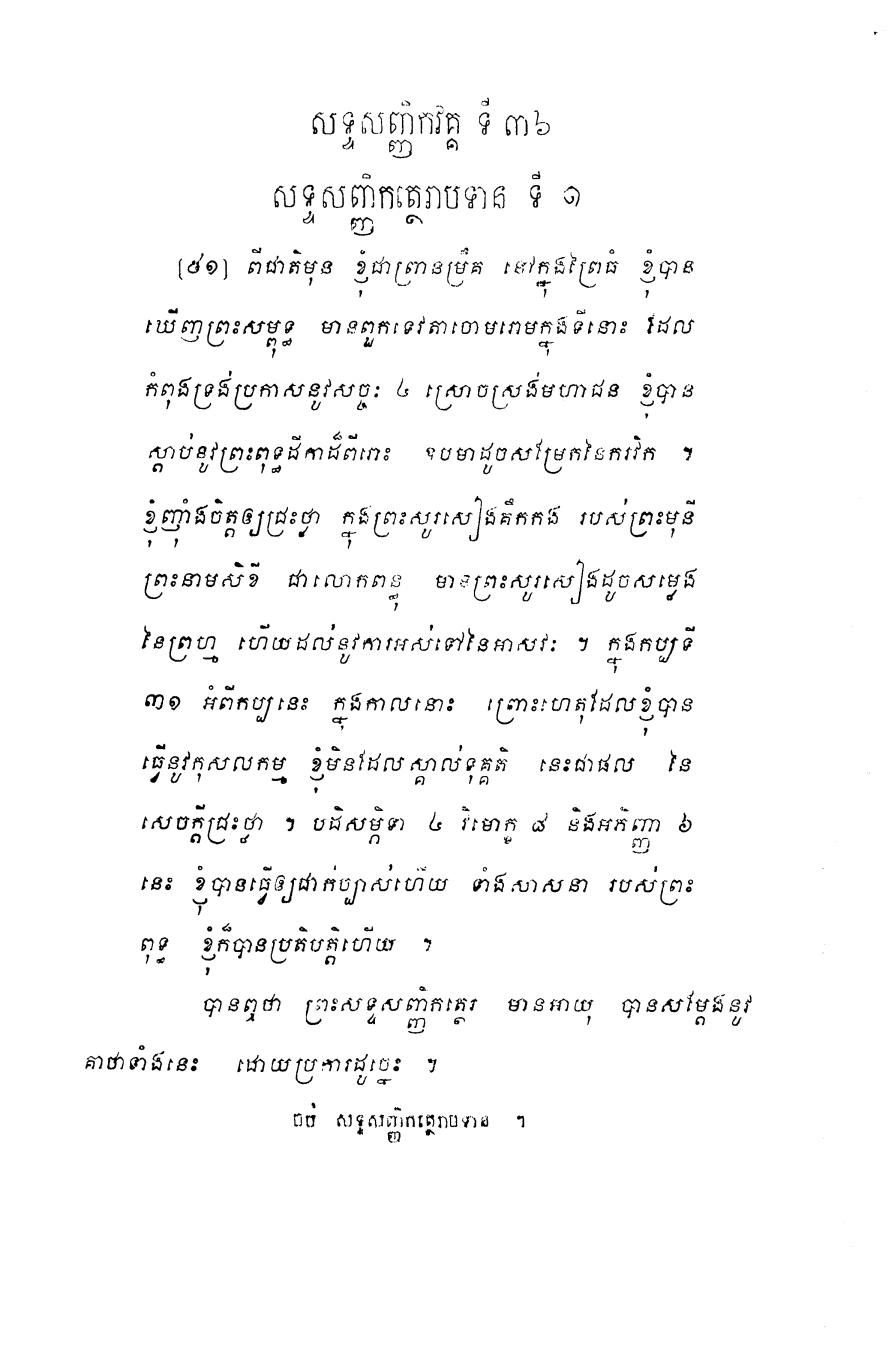 សទ្ទសញ្ញិកវគ្គ ទី ៣៦
សទ្ទសញ្ញិកត្ថេរាបទាន ទី ១
[៥១] ពីជាតិមុន ខ្ញុំជាព្រានម្រឹគ នៅក្នុងព្រៃធំ ខ្ញុំបាន
ឃើញព្រះសម្ពុទ្ធ មានពួកទេវតាចោមរោមក្នុងទីនោះ ដែល
កំពុងទ្រង់ប្រកាសនូវសច្ចៈ ៤ ស្រោចស្រង់មហាជន ខ្ញុំបាន
ស្តាប់នូវព្រះពុទ្ធដីកាដ៏ពីរោះ ឧបមាដូចសម្រែកនៃករវិក ។
ខ្ញុំញ៉ាំងចិត្តឲ្យជ្រះថ្លា ក្នុងព្រះសូរសៀងគឹកកង របស់ព្រះមុនី
ព្រះនាមសិខី ជាលោកពន្ធុ មានព្រះសូរសៀងដូចសម្លេង
នៃព្រហ្ម ហើយដល់នូវការអស់ទៅនៃអាសវៈ ។ ក្នុងកប្បទី
៣១ អំពីកប្បនេះ ក្នុងកាលនោះ ព្រោះហេតុដែលខ្ញុំបាន
ធ្វើនូវកុសលកម្ម ខ្ញុំមិនដែលស្គាល់ទុគ្គតិ នេះជាផល នៃ
សេចក្តីជ្រះថ្លា ។ បដិសម្ភិទា ៤ វិមោក្ខ ៨ និងអភិញ្ញា ៦
នេះ ខ្ញុំបានធ្វើឲ្យជាក់ច្បាស់ហើយ ទាំងសាសនា របស់ព្រះ
ពុទ្ធ ខ្ញុំក៏បានប្រតិបត្តិហើយ ។
បានឮថា ព្រះសទ្ទសញ្ញិកត្ថេរ មានអាយុ បានសម្តែងនូវ
គាថាទាំងនេះ ដោយប្រការដូច្នេះ ។
ចប់ សទ្ទសញ្ញិកត្ថេរាបទាន ។